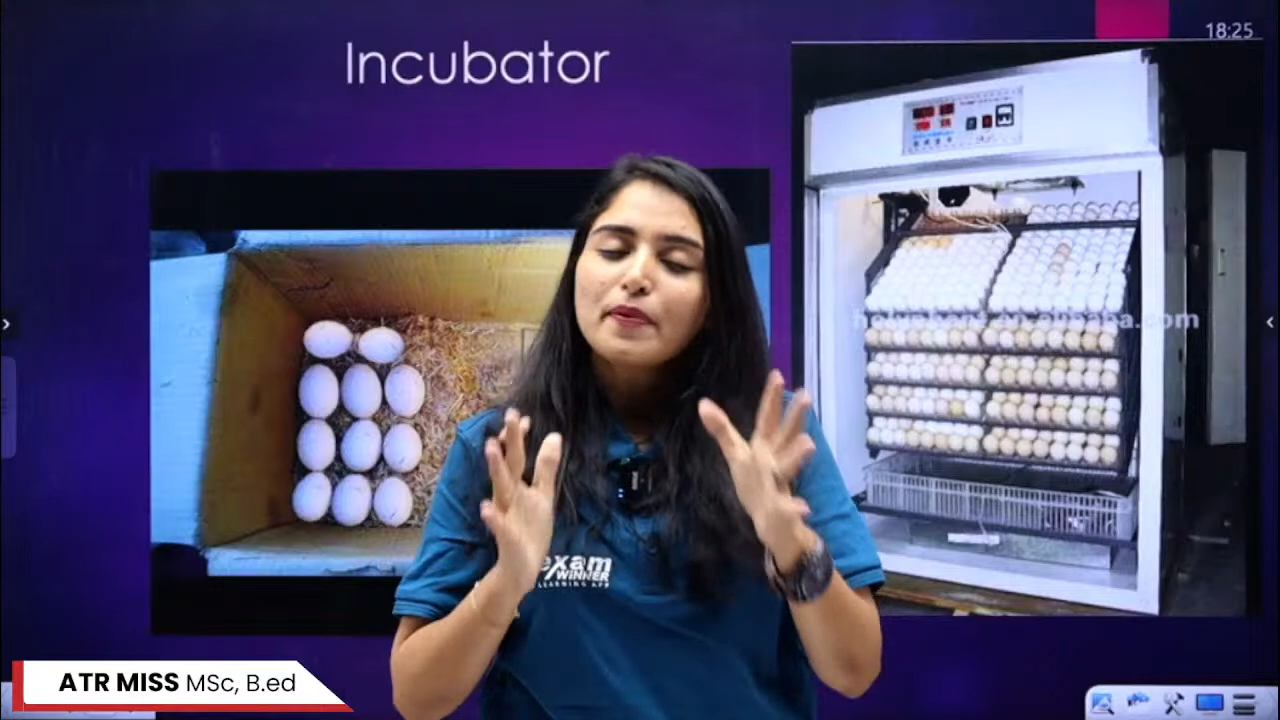 18:25
Incubator
exam
WINNER
LEARNING APP
ATR MISS MSc, B.ed